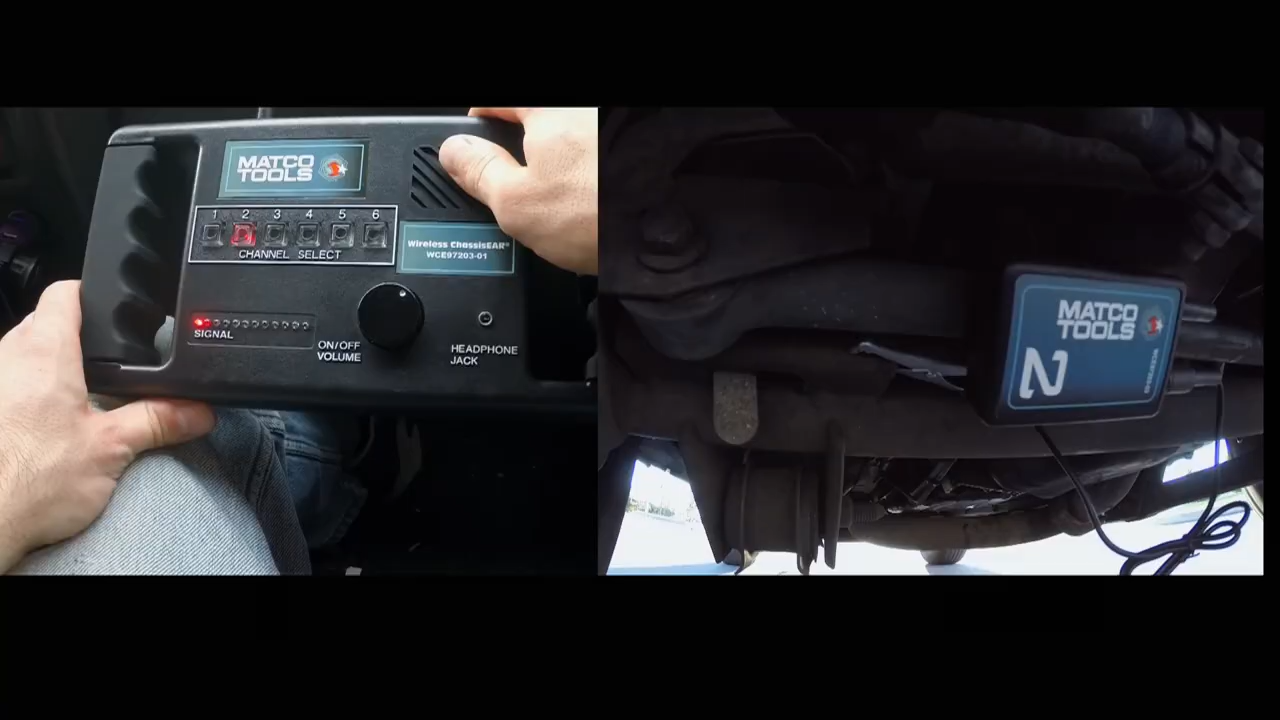 MATCO
TOOLS
1 2 3 4 5 6
CHANNEL SELECT
Wireless ChassisEAR®
WCE97203-01
SIGNAL
ON/OFF
VOLUME
HEADPHONE
JACK
MATCO
TOOLS
2